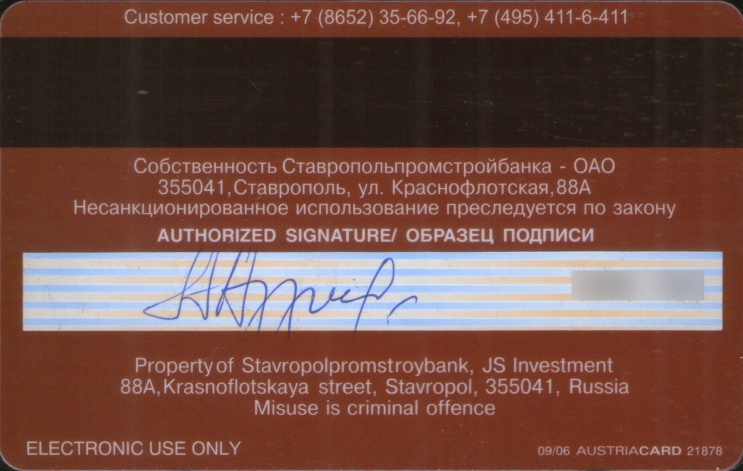 Customer service : +7 (8652) 35-66-92, +7 (495) 411-6-411
Собственность Ставропольпромстройбанка - ОАО
355041,Ставрополь, ул. Краснофлотская,88А
Несанкционированное использование преследуется по закону
AUTHORIZED SIGNATURE/ ОБРАЗЕЦ ПОДПИСИ
Property of Stavropolpromstroybank, JS Investment
88A,Krasnoflotskaya street, Stavropol, 355041, Russia
Misuse is criminal offence
ELECTRONIC USE ONLY
09/06 AUSTRIACARD 21878